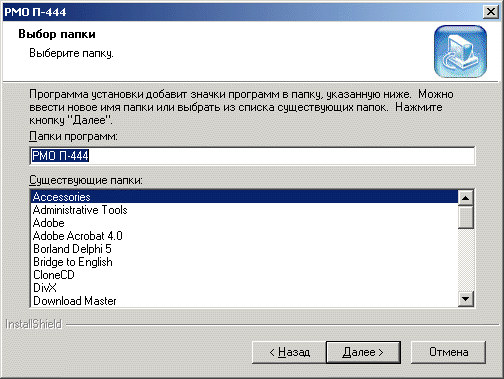 РМО П-444
Выбор папки
Выберите папку.
Программа установки добавит значки программ в папку, указанную ниже. Можно
ввести новое имя папки или выбрать из списка существующих папок. Нажмите
кнопку "Далее".
Папки программ:
РМО П-444
Существующие папки:
Accessories
Administrative Tools
Adobe
Adobe Acrobat 4.0
Borland Delphi 5
Bridge to English
CloneCD
DivX
Download Master
InstallShield
< Назад
Далее >
Отмена